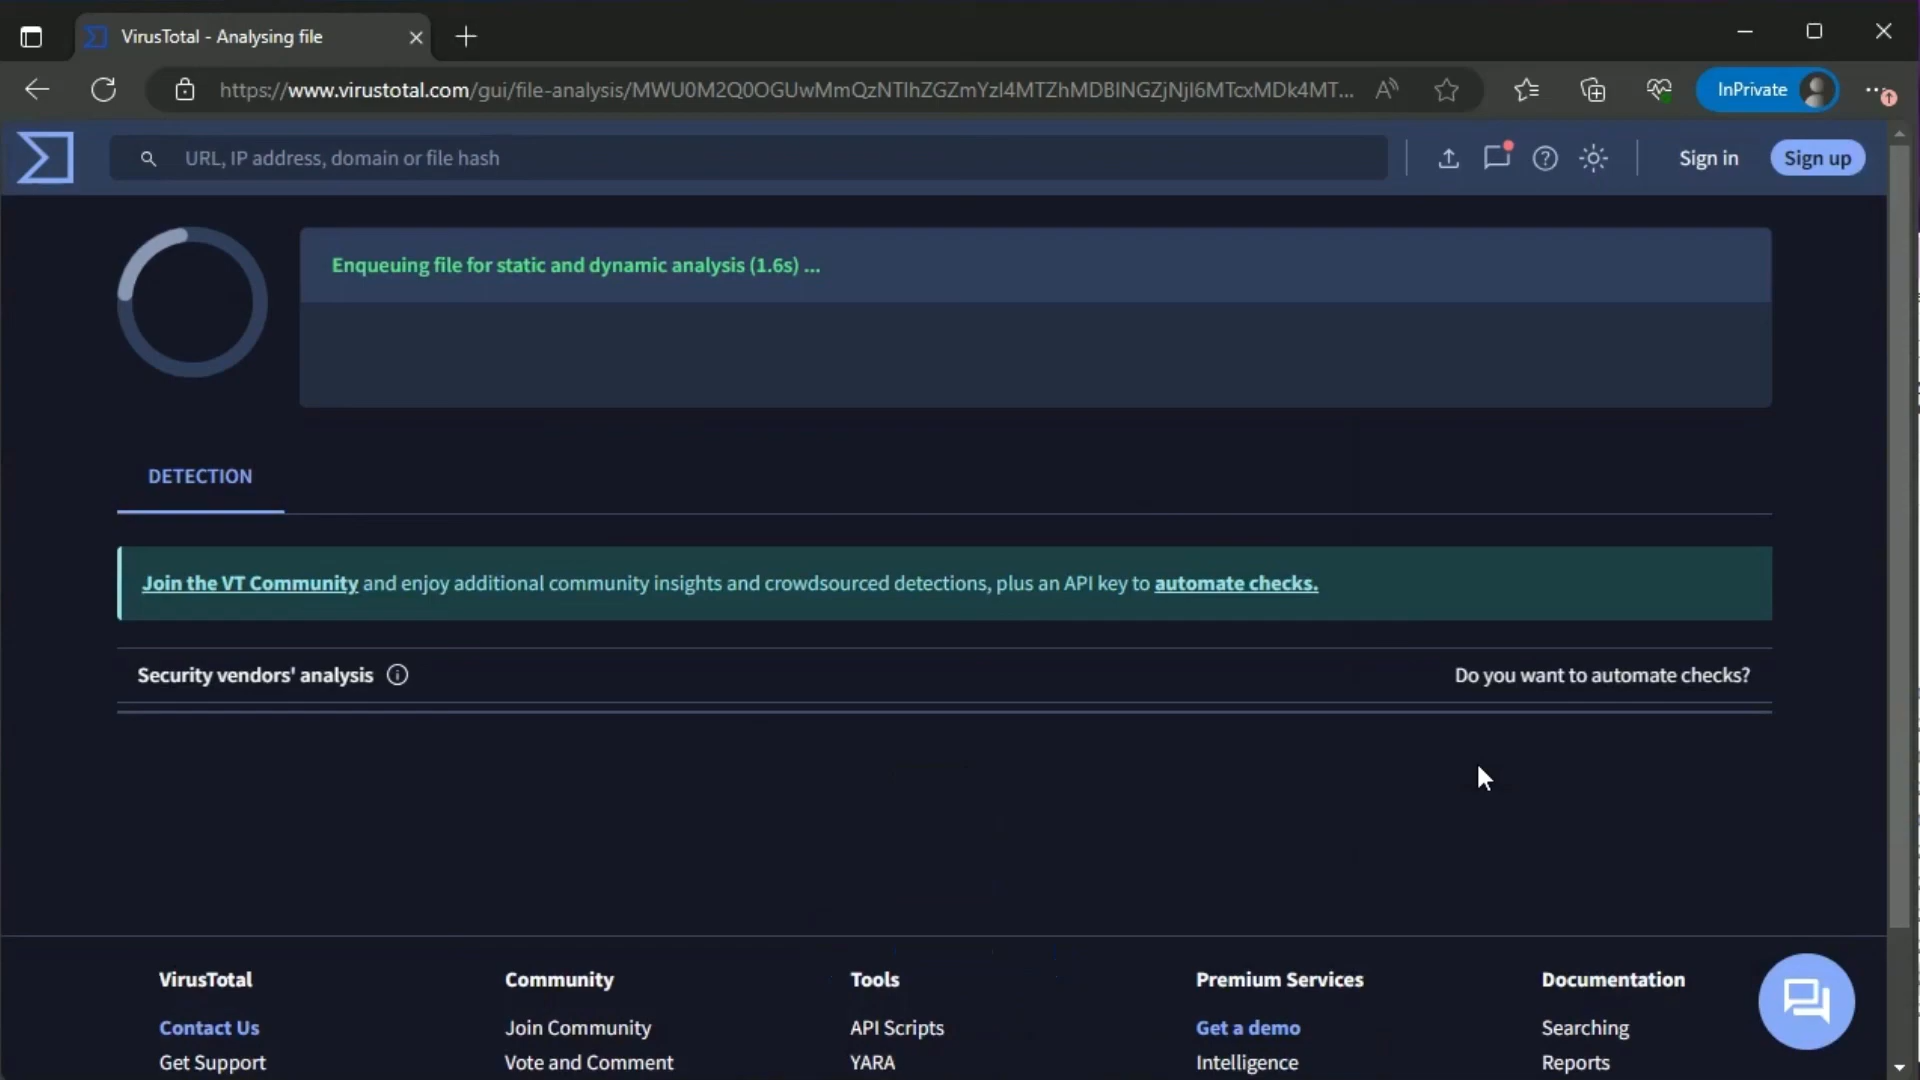 VirusTotal - Analysing file
https://www.virustotal.com/gui/file-analysis/
InPrivate
URL, IP address, domain or file hash
Sign in
Sign up
Enqueuing file for static and dynamic analysis (1.6s) ...
DETECTION
Join the VT Community and enjoy additional community insights and crowdsourced detections, plus an API key to automate checks.
Security vendors' analysis
Do you want to automate checks?
VirusTotal
Contact Us
Get Support
Community
Join Community
Vote and Comment
Tools
API Scripts
YARA
Premium Services
Get a demo
Intelligence
Documentation
Searching
Reports